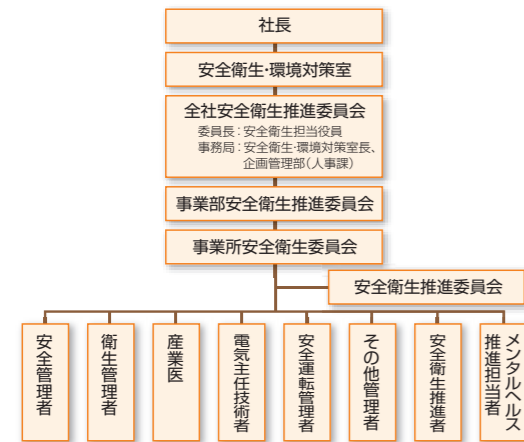 社長
安全衛生・環境対策室
全社安全衛生推進委員会
委員長：安全衛生担当役員
事務局：安全衛生・環境対策室長、
企画管理部（人事課）
事業部安全衛生推進委員会
事業所安全衛生委員会
安全衛生推進委員会
安全管理者
衛生管理者
産業医
電気主任技術者
安全運転管理者
その他管理者
安全衛生推進者
メンタルヘルス
推進担当者